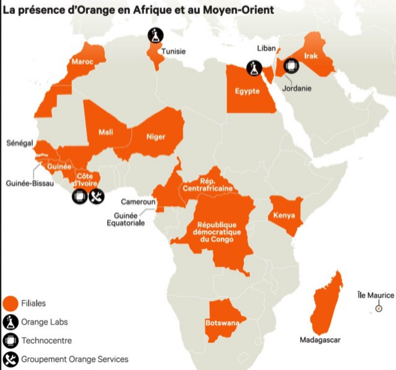 La présence d'Orange en Afrique et au Moyen-Orient
Tunisie
Liban
Irak
Maroc
Jordanie
Egypte
Mali
Niger
Sénégal
Guinée
Côte
d'Ivoire
Guinée-Bissau
Rép.
Centrafricaine
Cameroun
Guinée
Equatoriale
Kenya
République
démocratique
du Congo
Île Maurice
Filiales
Orange Labs
Botswana
Madagascar
Technocentre
Groupement Orange Services